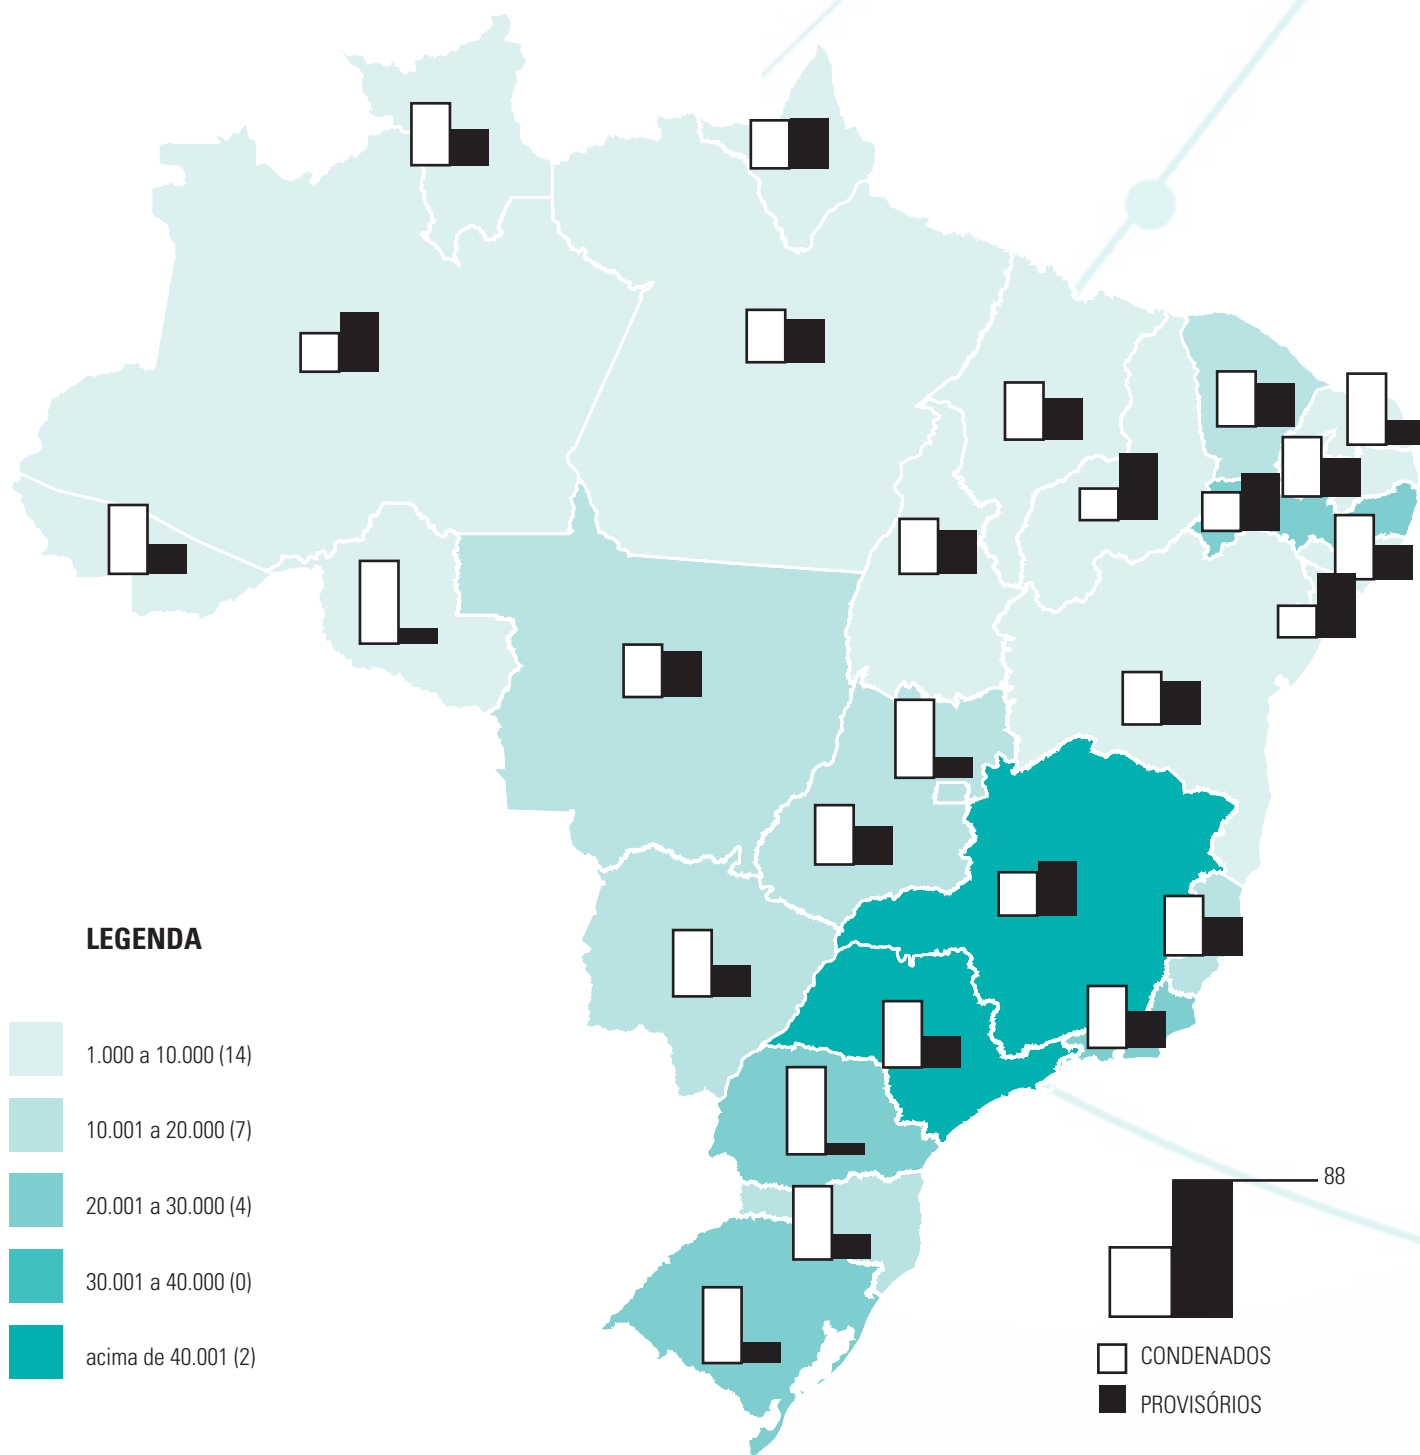 LEGENDA
1.000 a 10.000 (14)
10.001 a 20.000 (7)
20.001 a 30.000 (4)
30.001 a 40.000 (0)
acima de 40.001 (2)
88
CONDENADOS
PROVISÓRIOS